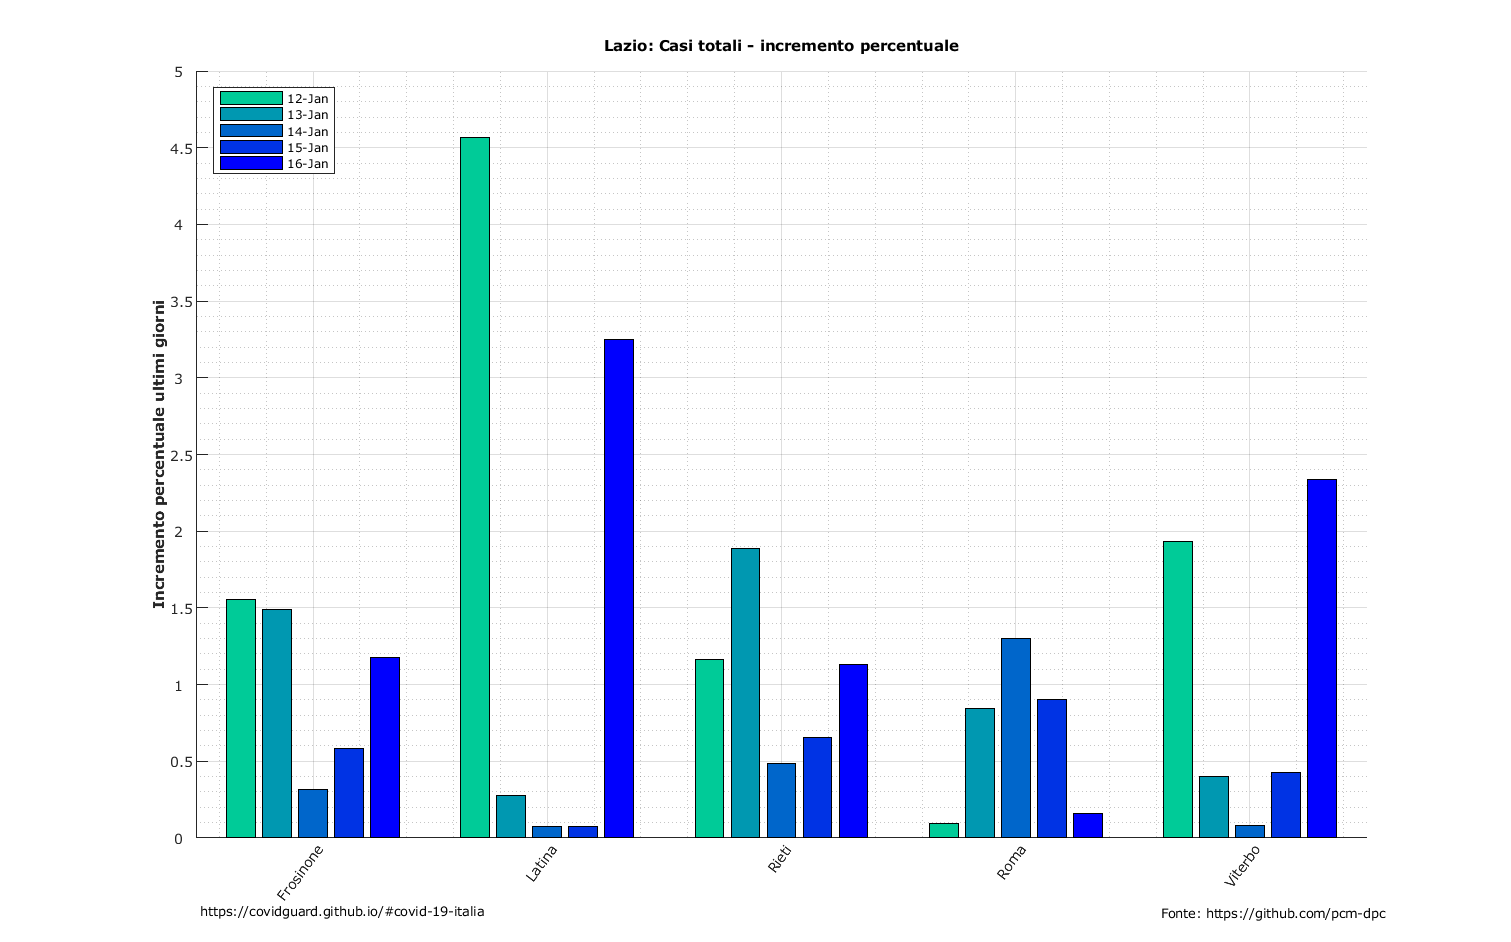 Lazio: Casi totali - incremento percentuale
5
4.5
4
3.5
3
2.5
2
1.5
1
0.5
0
Incremento percentuale ultimi giorni
12-Jan
13-Jan
14-Jan
15-Jan
16-Jan
Frosinone
Latina
Rieti
Roma
Viterbo
https://covidguard.github.io/#covid-19-italia
Fonte: https://github.com/pcm-dpc